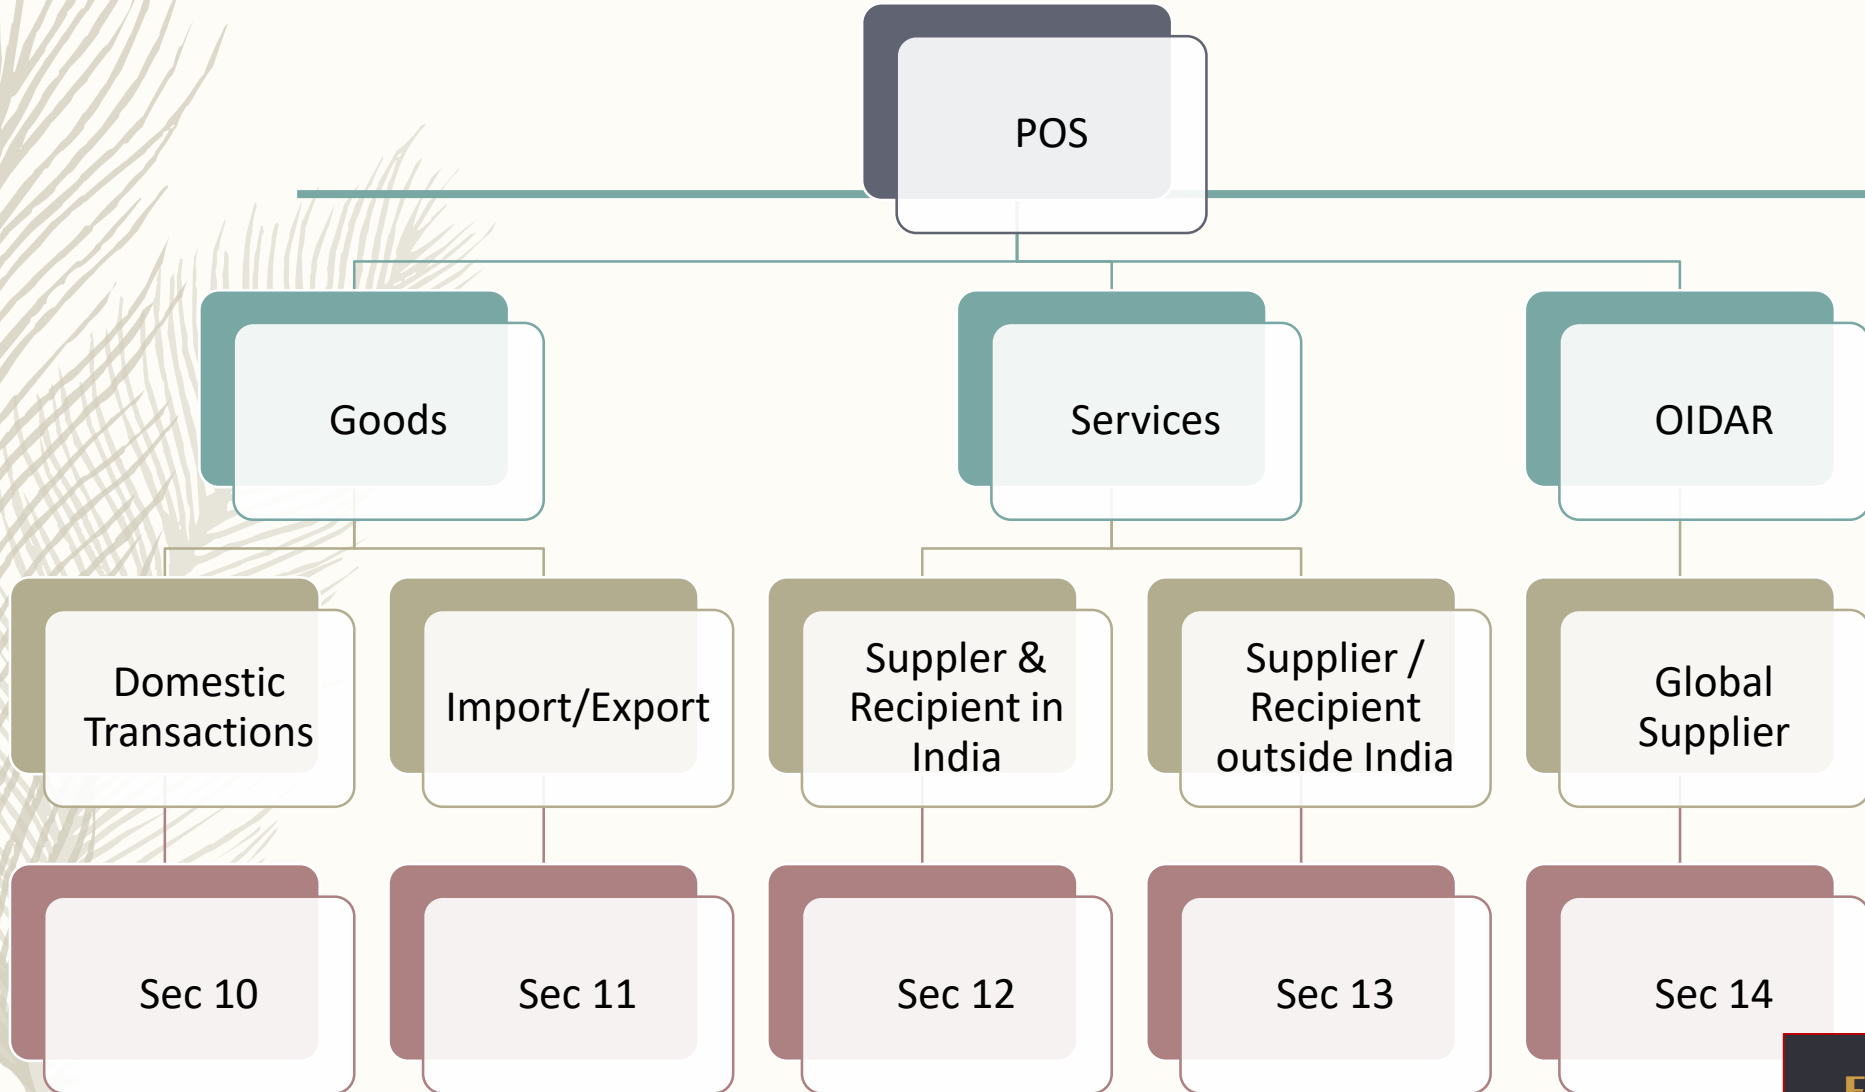 POS
Goods
Services
OIDAR
Domestic
Transactions
Import/Export
Suppler &
Recipient in
India
Supplier /
Recipient
outside India
Global
Supplier
Sec 10
Sec 11
Sec 12
Sec 13
Sec 14